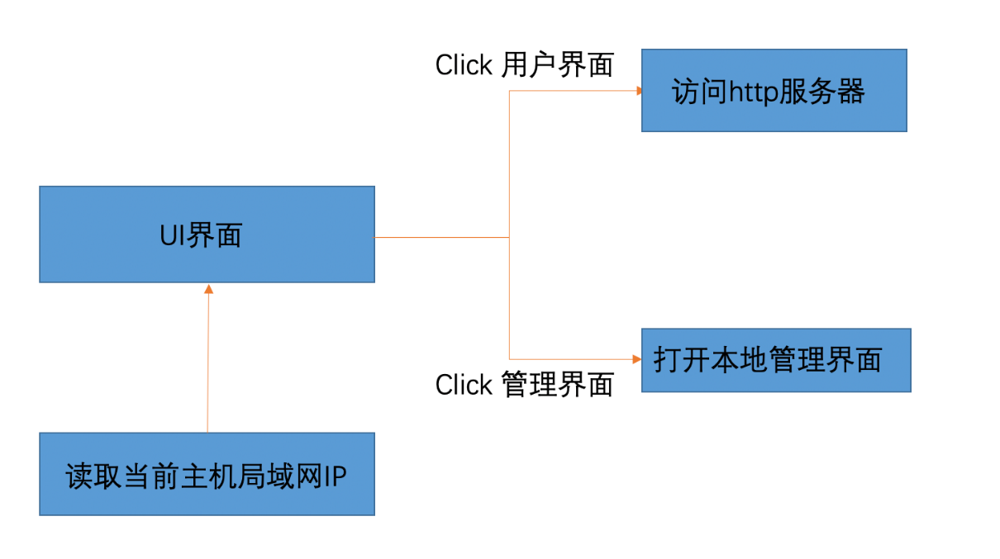 Click 用户界面
访问http服务器
UI界面
打开本地管理界面
Click 管理界面
读取当前主机局域网IP